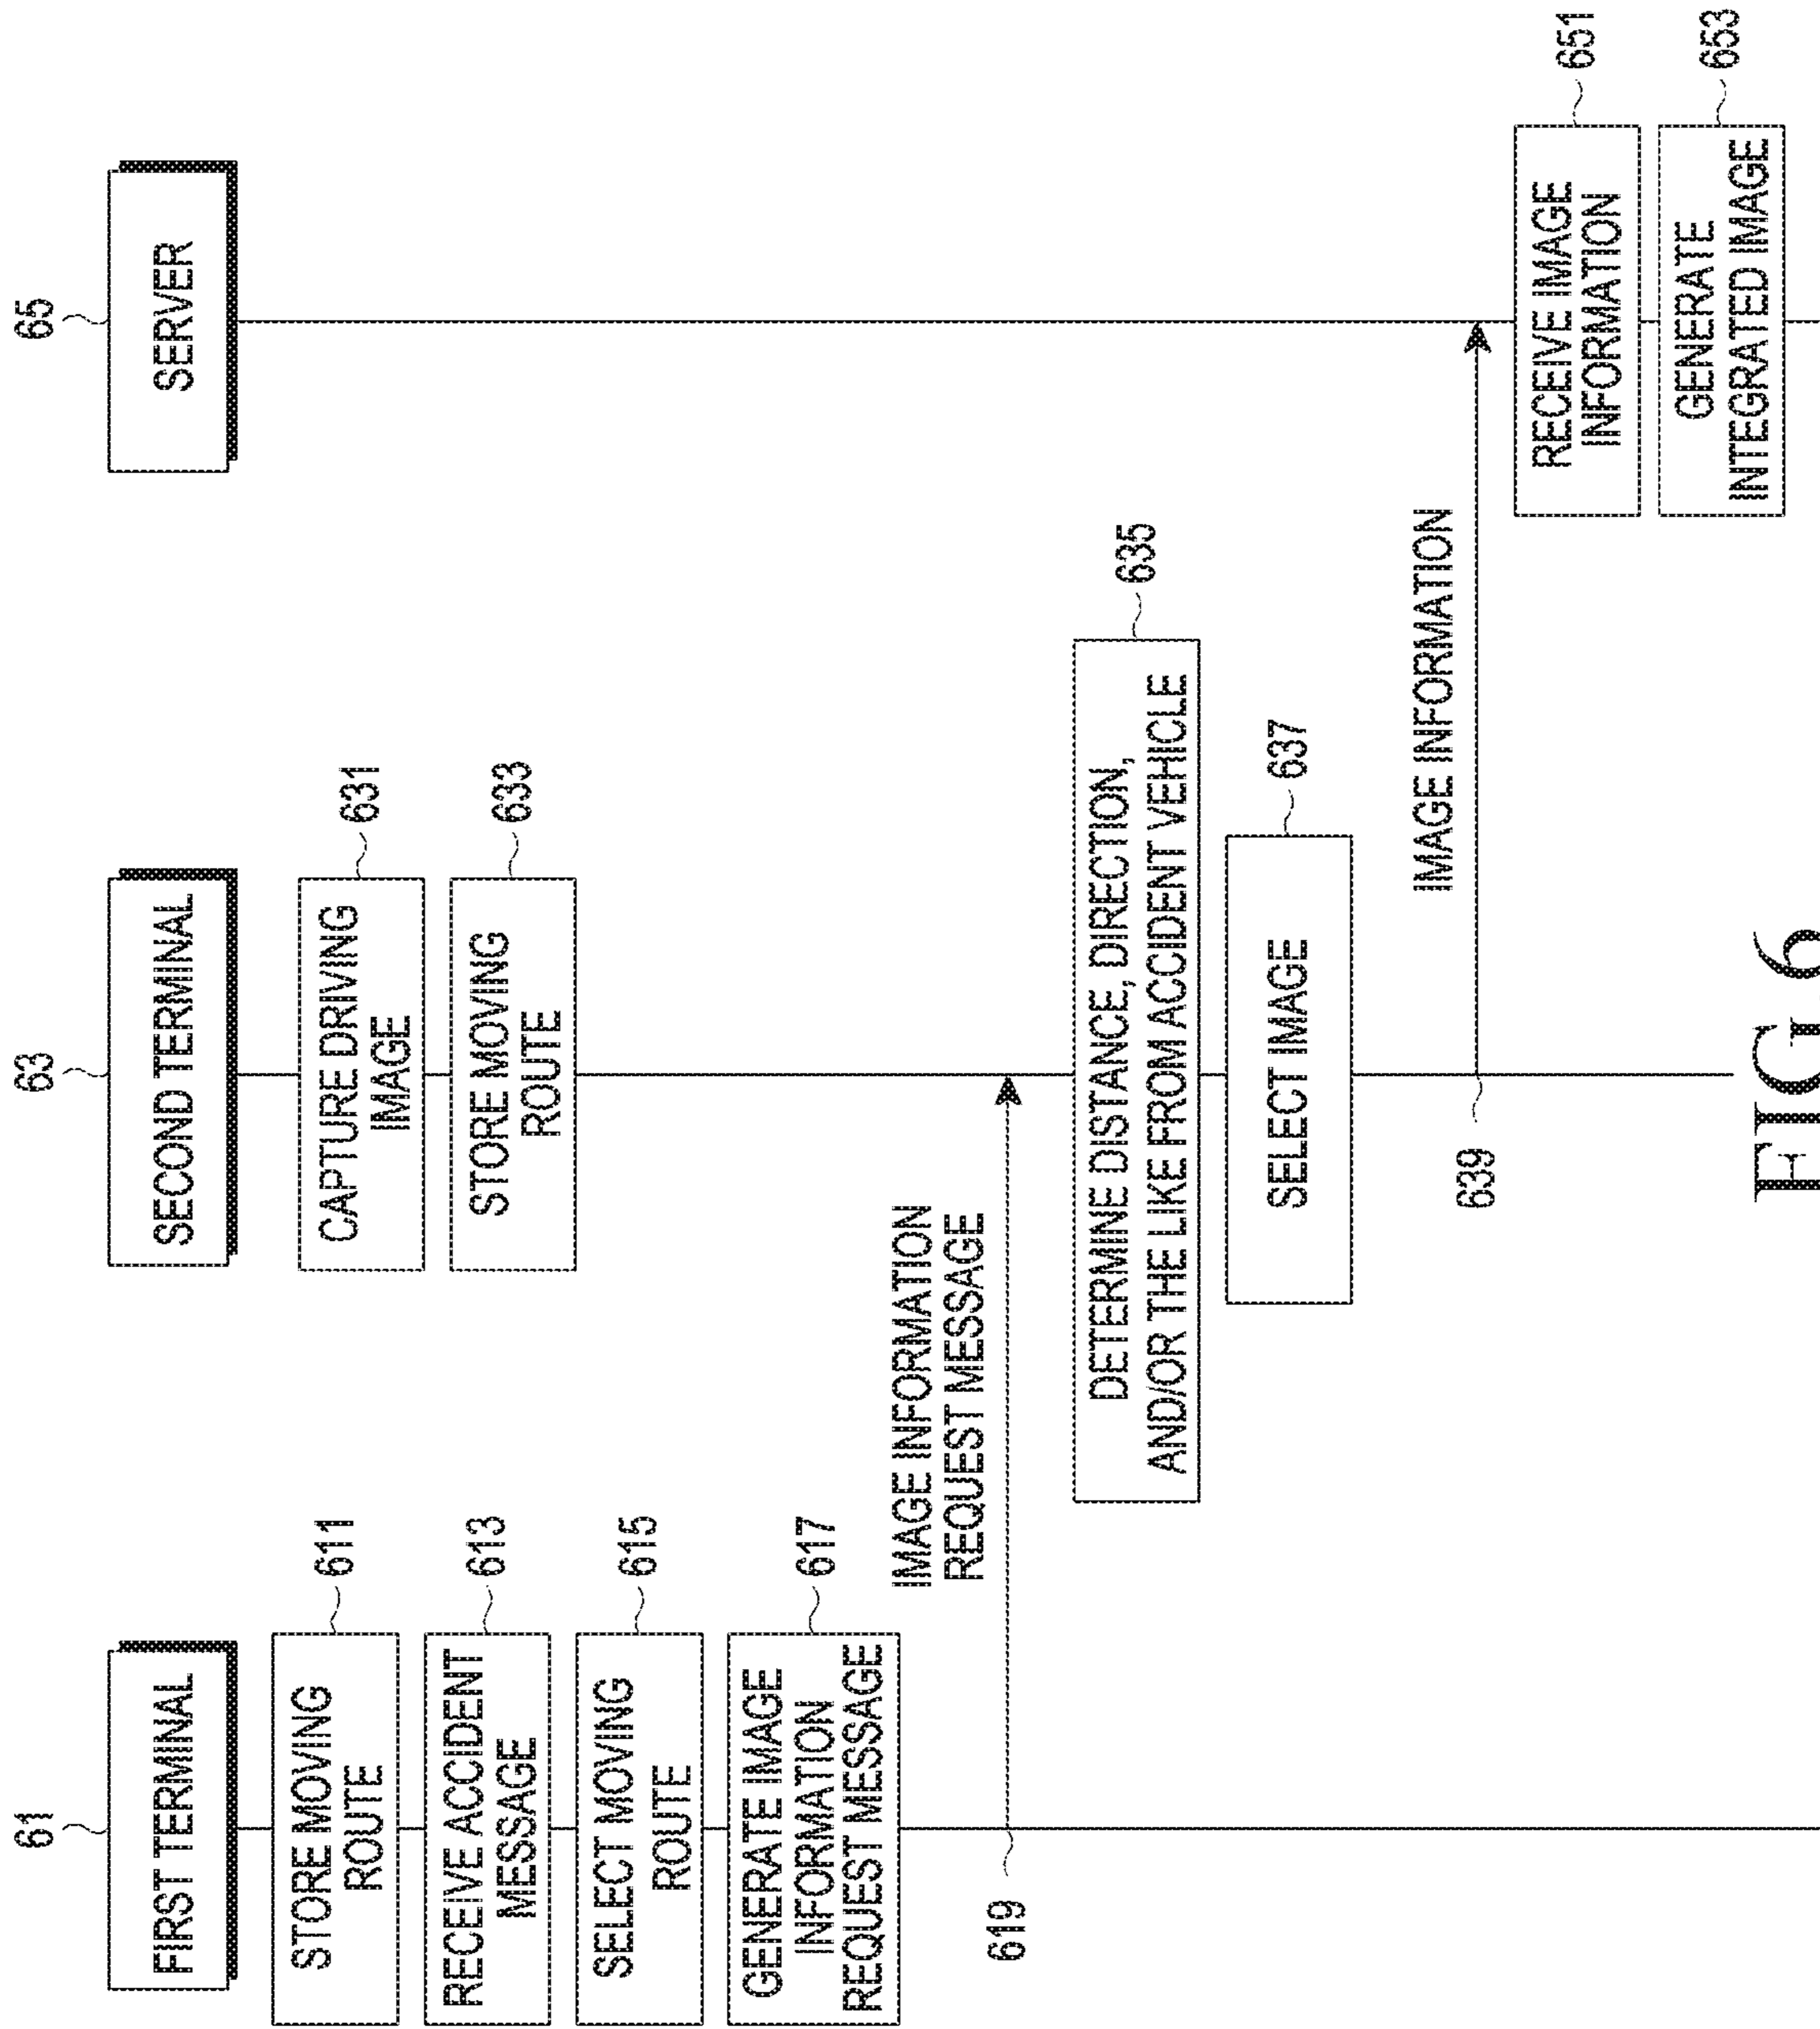 61
FIRST TERMINAL
STORE MOVING
ROUTE
611
RECEIVE ACCIDENT
MESSAGE
613
SELECT MOVING
ROUTE
615
GENERATE IMAGE
INFORMATION
REQUEST MESSAGE
617
619
IMAGE INFORMATION
REQUEST MESSAGE
63
SECOND TERMINAL
CAPTURE DRIVING
IMAGE
631
STORE MOVING
ROUTE
633
DETERMINE DISTANCE, DIRECTION,
AND/OR THE LIKE FROM ACCIDENT VEHICLE
635
SELECT IMAGE
637
639
IMAGE INFORMATION
65
SERVER
RECEIVE IMAGE
INFORMATION
651
GENERATE
INTEGRATED IMAGE
653
FIG. 6